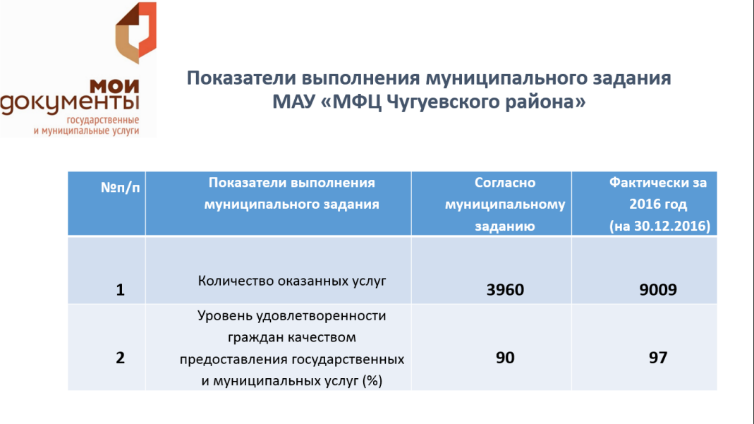 мои
документы
государственные
и муниципальные услуги
Показатели выполнения муниципального задания
МАУ «МФЦ Чугуевского района»
№п/п
Показатели выполнения
муниципального задания
Согласно
муниципальному
заданию
Фактически за
2016 год
(на 30.12.2016)
1
Количество оказанных услуг
3960
9009
2
Уровень удовлетворенности
граждан качеством
предоставления государственных
и муниципальных услуг (%)
90
97